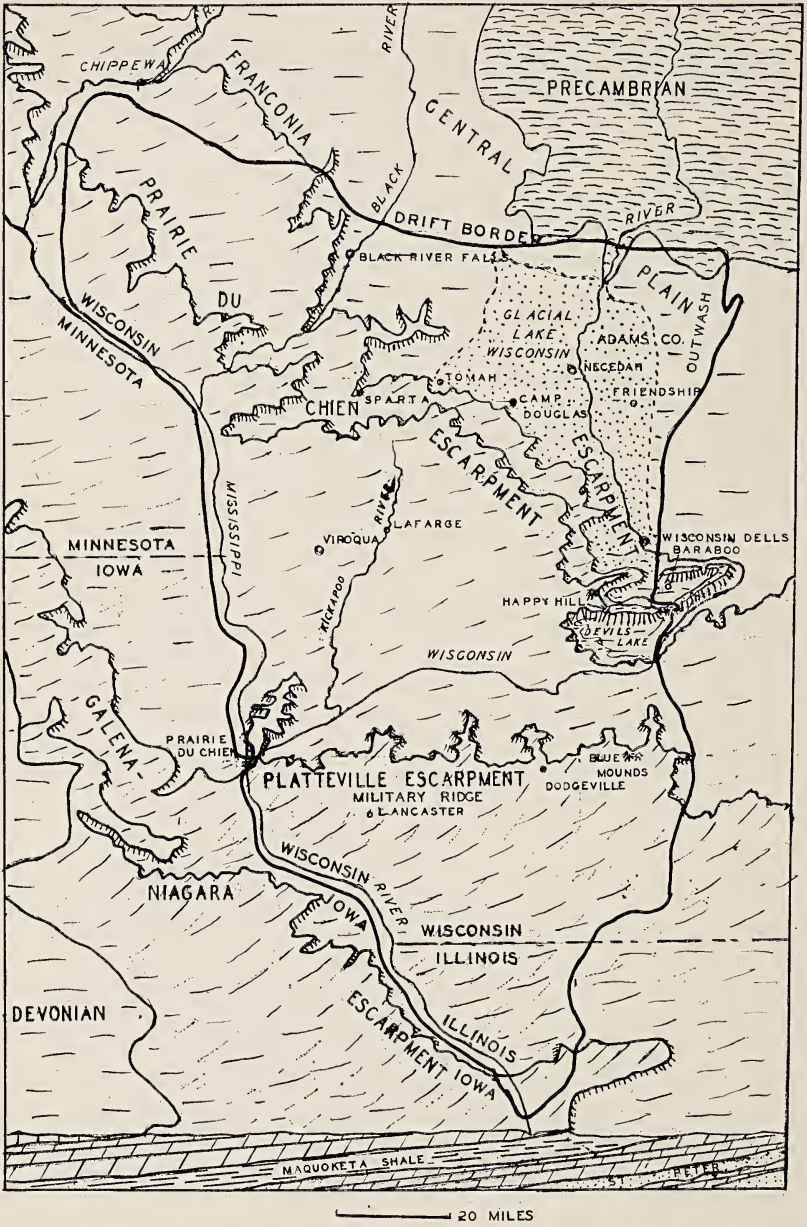 R.
CHIPPEWA
FRANCONIA
RIVER
PRECAMBRIAN
CENTRAL
PRAIRIE
BLACK
RIVER
DRIFT BORDER
BLACK RIVER FALLS
PLAIN
DU
WISCONSIN
MINNESOTA
GLACIAL
LAKE
WISCONSIN
ADAMS CO.
OUTWASH
NECEDAH
TOMAH
FRIENDSHIP
CHIEN
SPARTA
CAMP
DOUGLAS
ESCARPMENT
ESCARPMENT
MISSISSIPPI
RIVER
LAFARGE
VIROQUA
KICKAPOO
MINNESOTA
IOWA
WISCONSIN DELLS
BARABOO
HAPPY HILL
DEVILS
LAKE
WISCONSIN
GALENA-
PRAIRIE
DU CHIEN
PLATTEVILLE ESCARPMENT
MILITARY RIDGE
LANCASTER
BLUE
MOUNDS
DODGEVILLE
NIAGARA
WISCONSIN
RIVER
IOWA
WISCONSIN
ILLINOIS
DEVONIAN
ESCARPMENT
ILLINOIS
IOWA
MAQUOKETA SHALE
ST. PETER
20 MILES